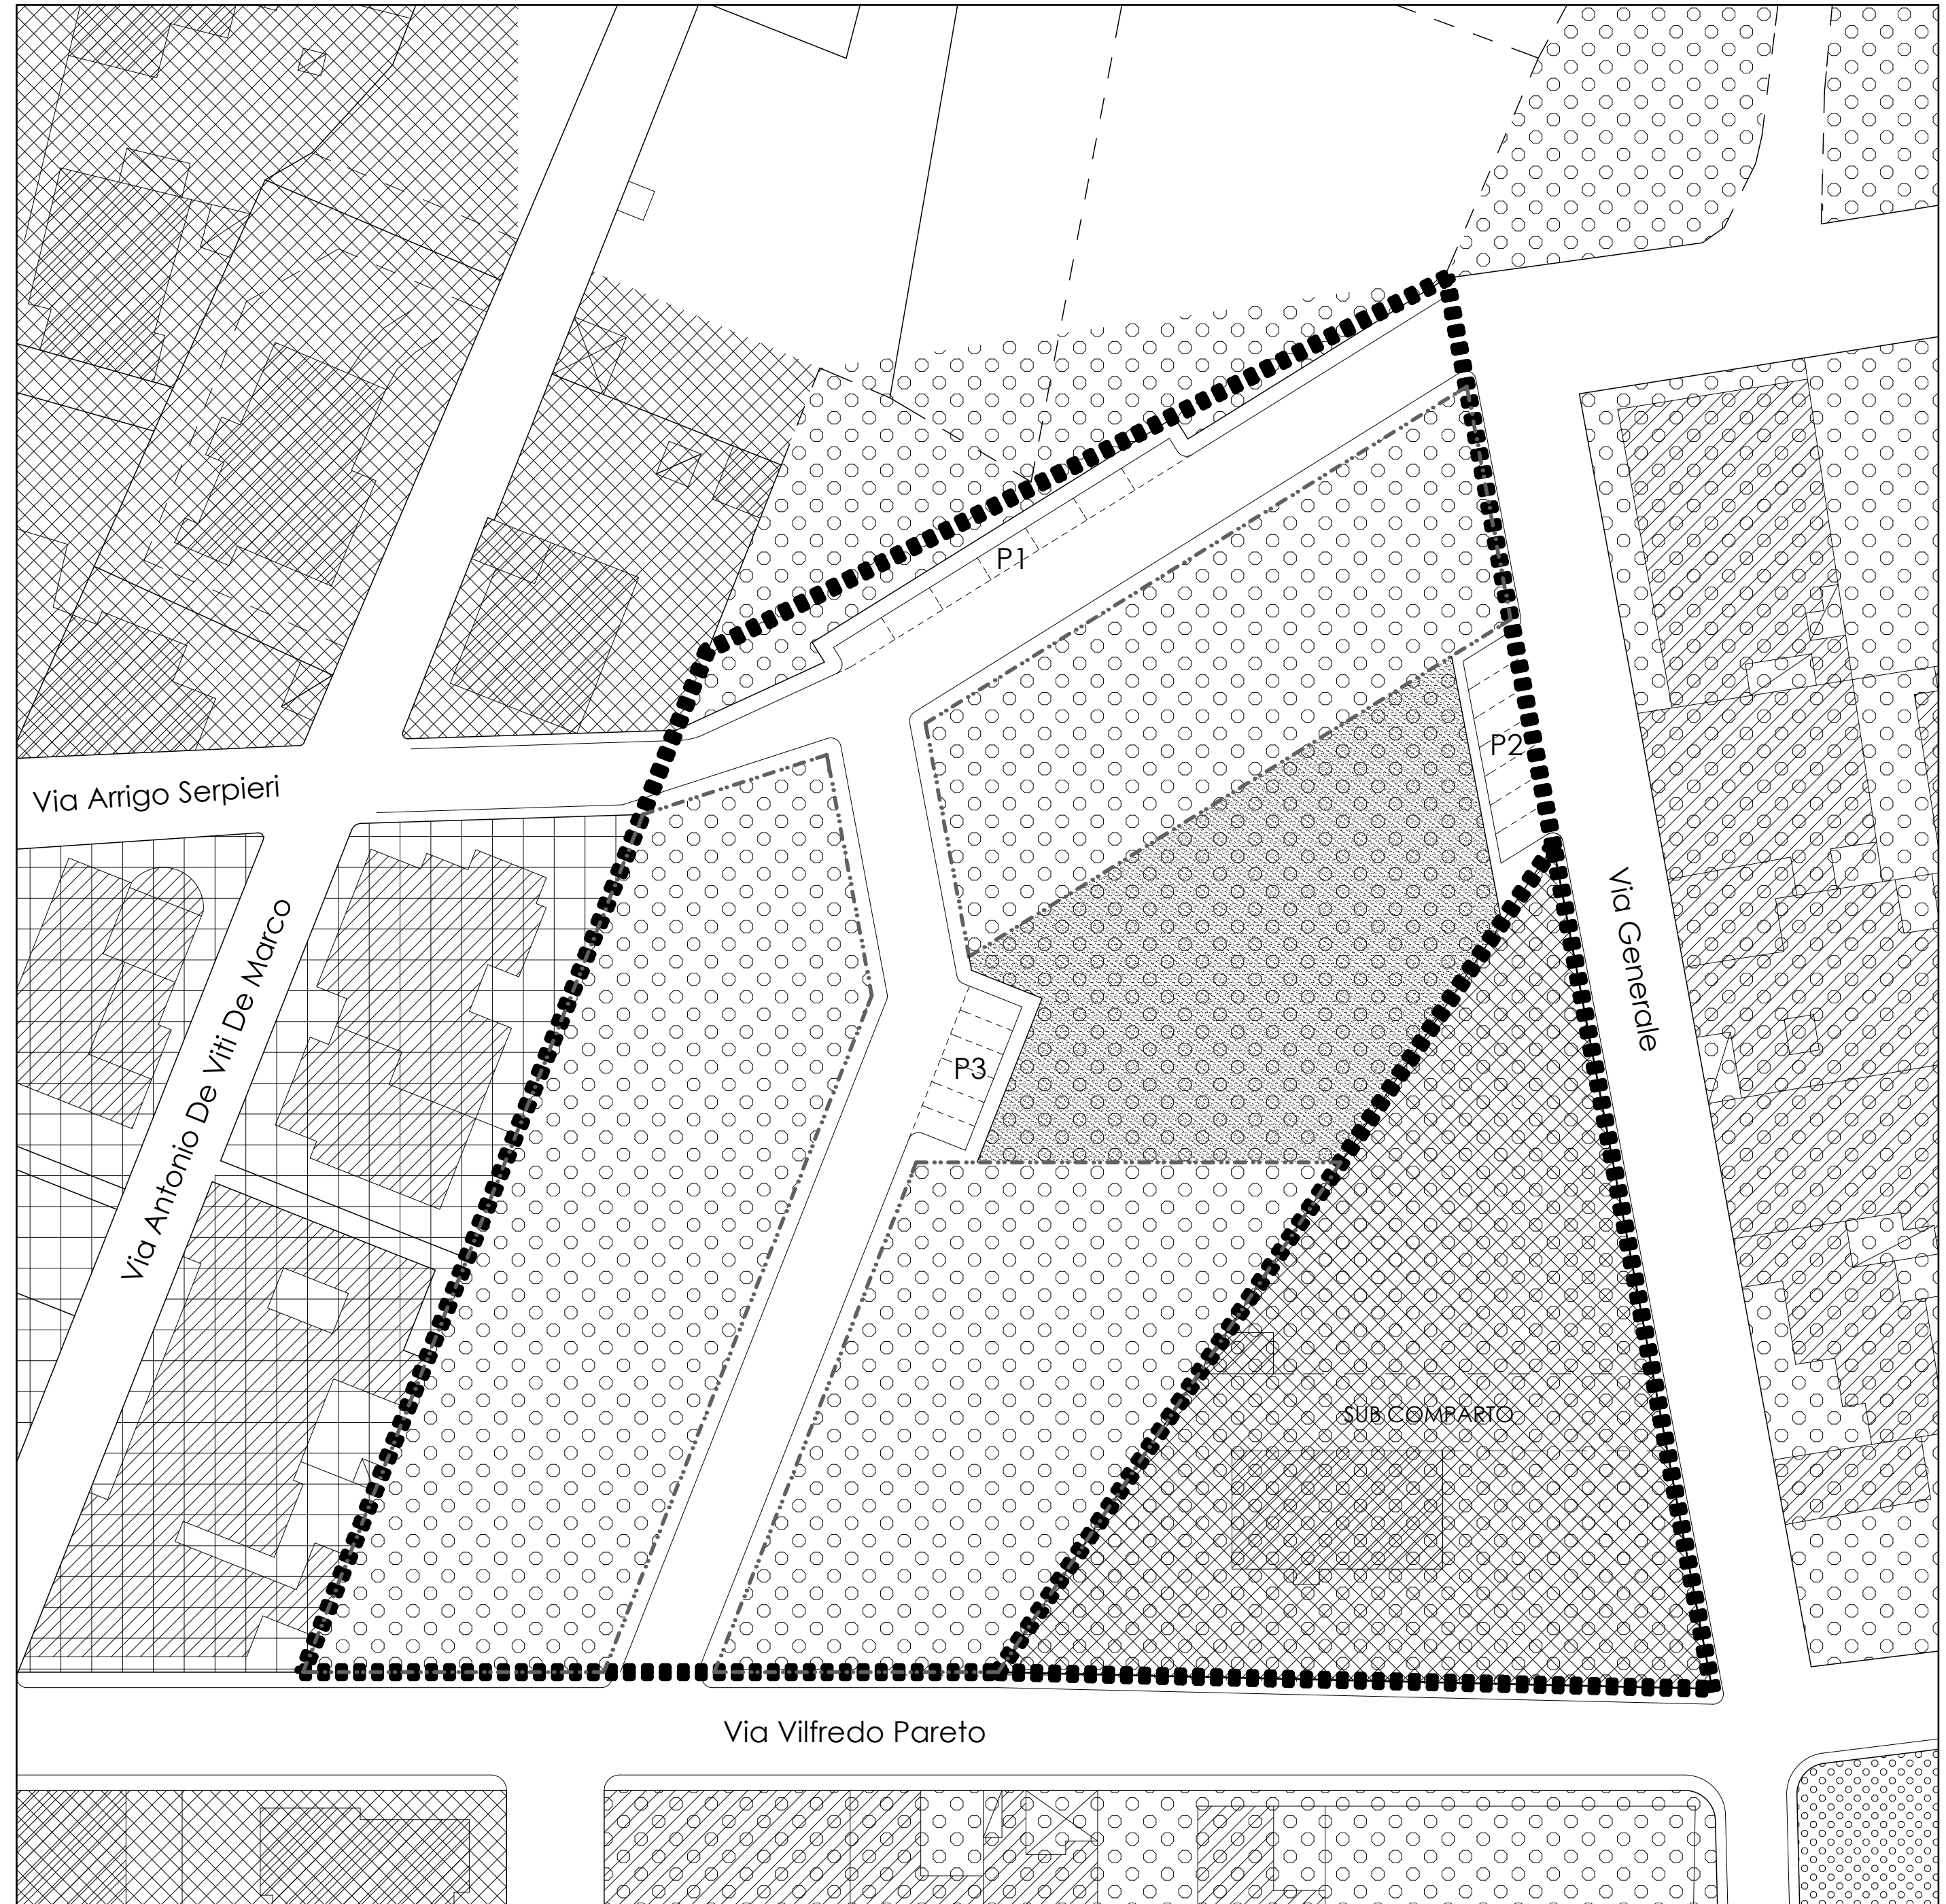 P1
P2
Via Arrigo Serpieri
Via Antonio De Viti De Marco
Via Generale
P3
SUB COMPARTO
Via Vilfredo Pareto